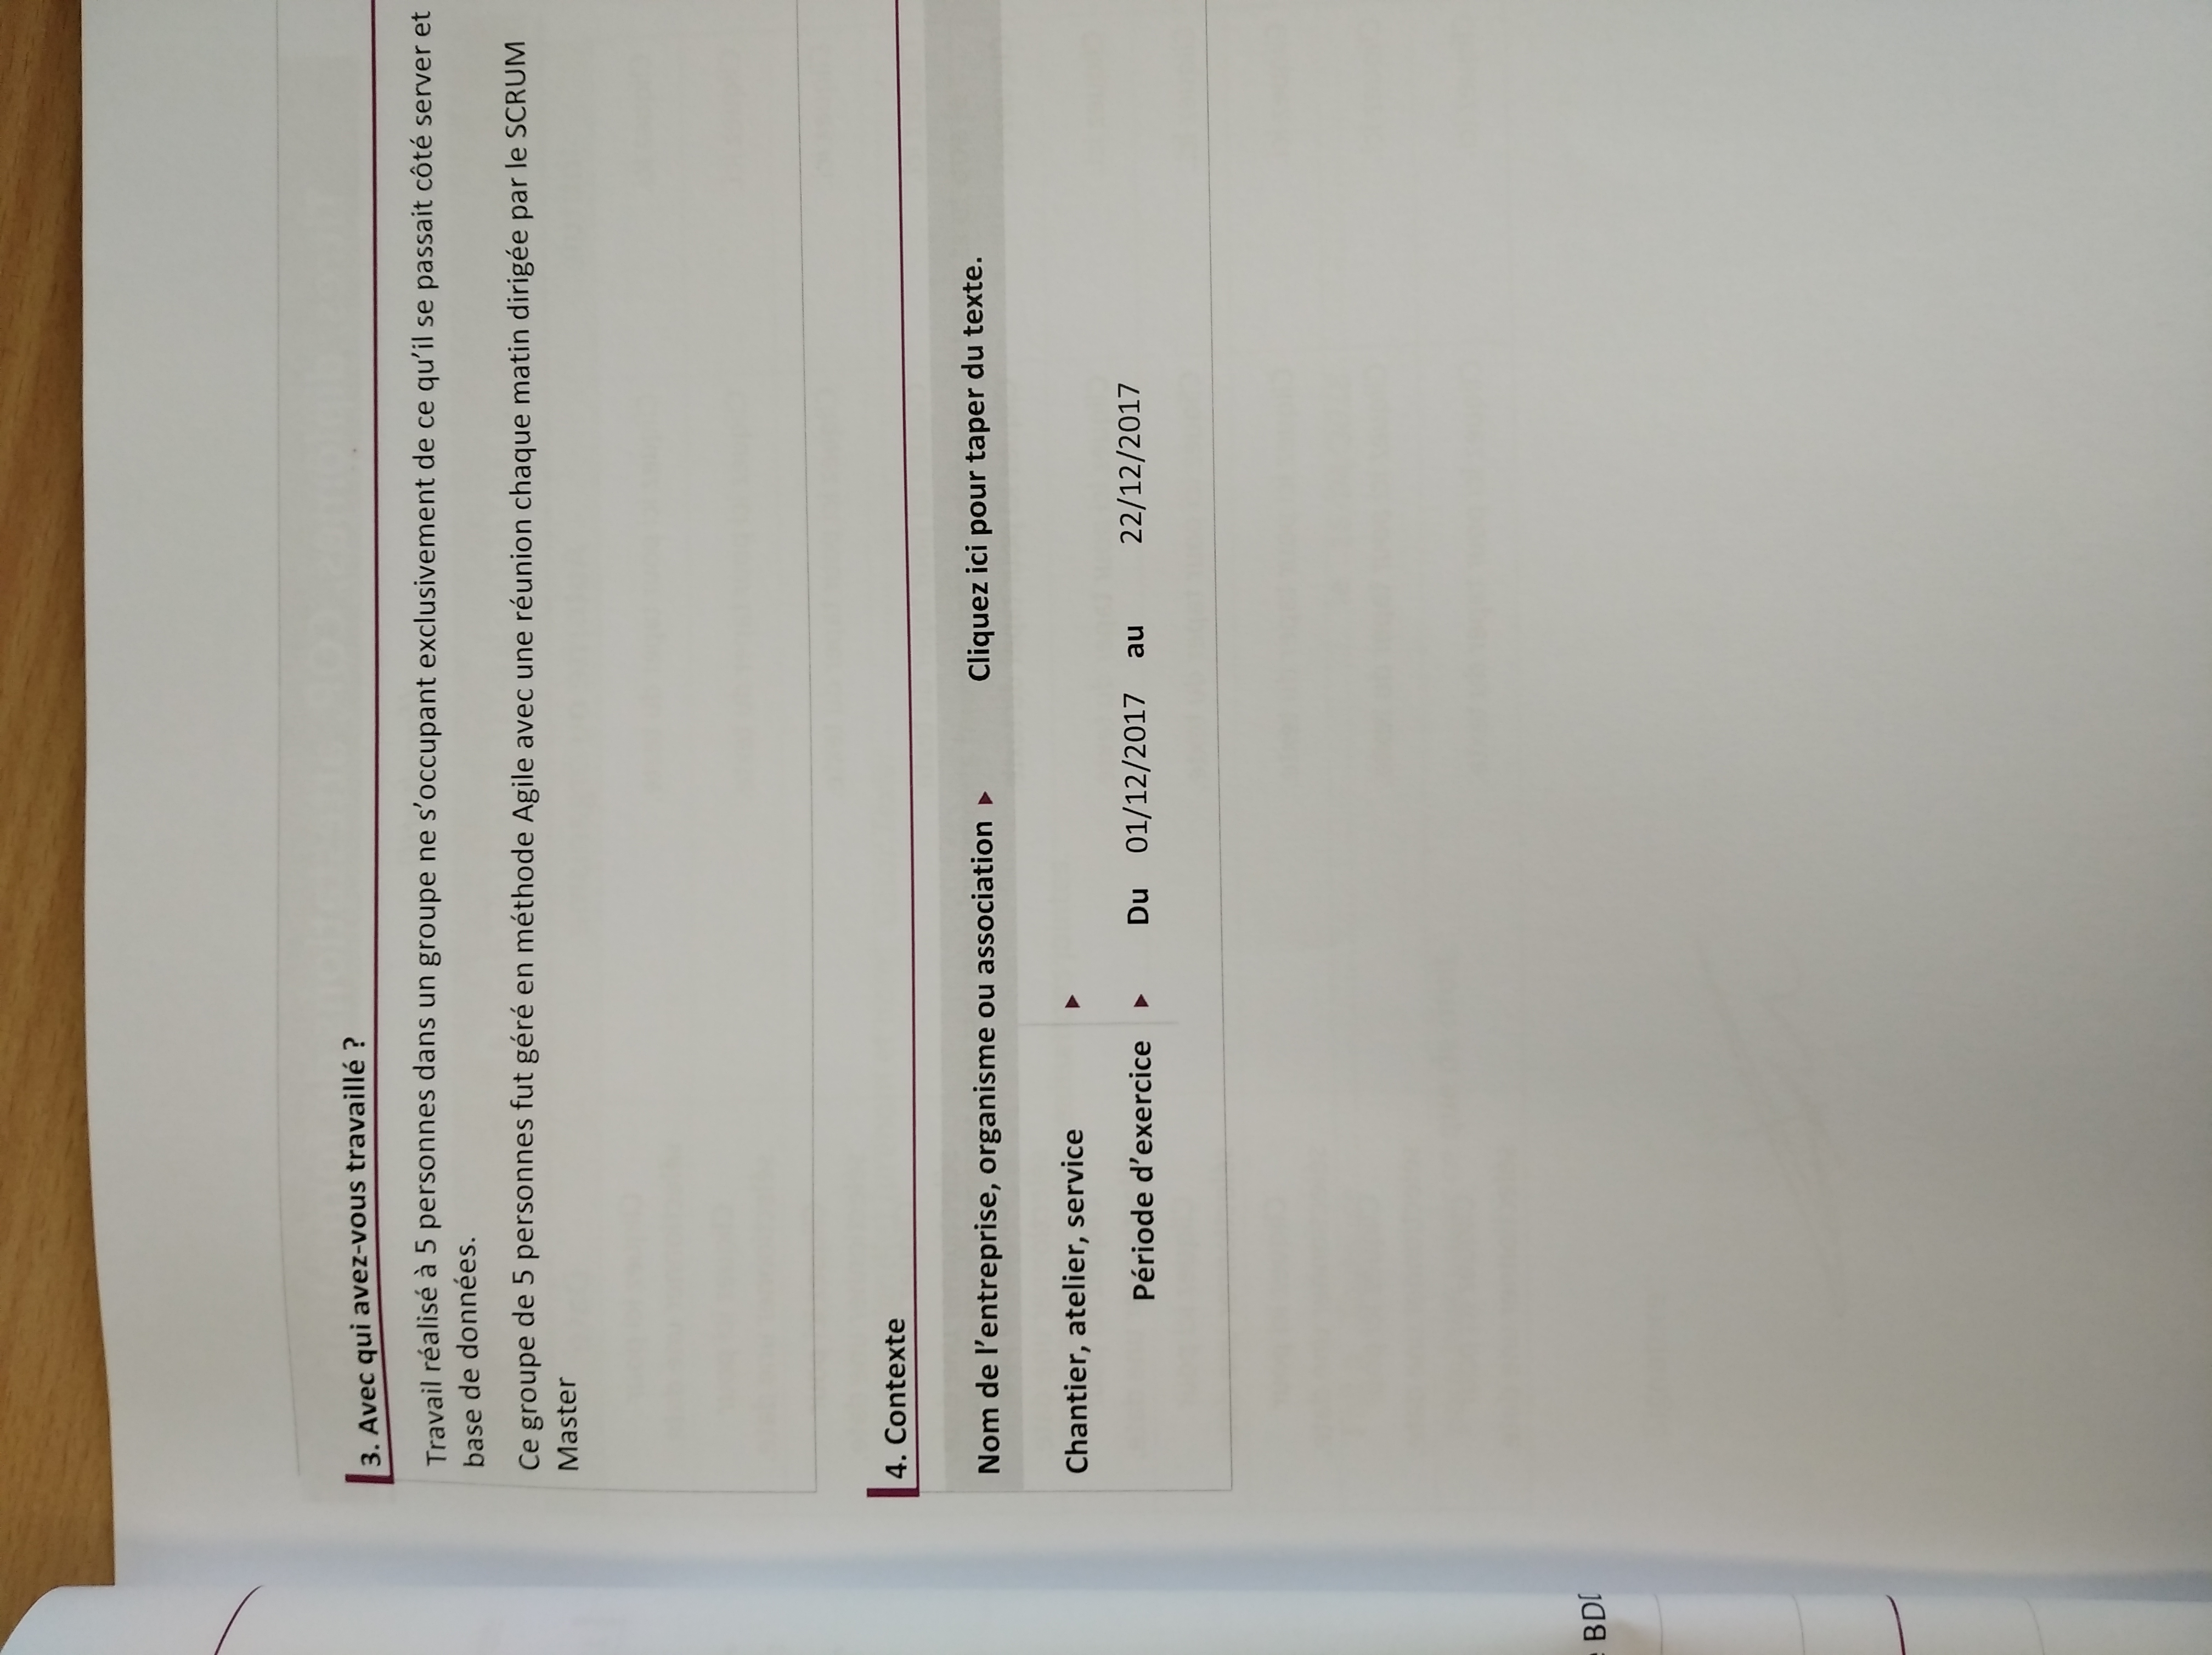 3. Avec qui avez-vous travaillé ?
Travail réalisé à 5 personnes dans un groupe ne s'occupant exclusivement de ce qu'il se passait côté server et
base de données.
Ce groupe de 5 personnes fut géré en méthode Agile avec une réunion chaque matin dirigée par le SCRUM
Master
4. Contexte
Nom de l'entreprise, organisme ou association ▶ Cliquez ici pour taper du texte.
Chantier, atelier, service ▶
Période d'exercice ▶ Du 01/12/2017 au 22/12/2017